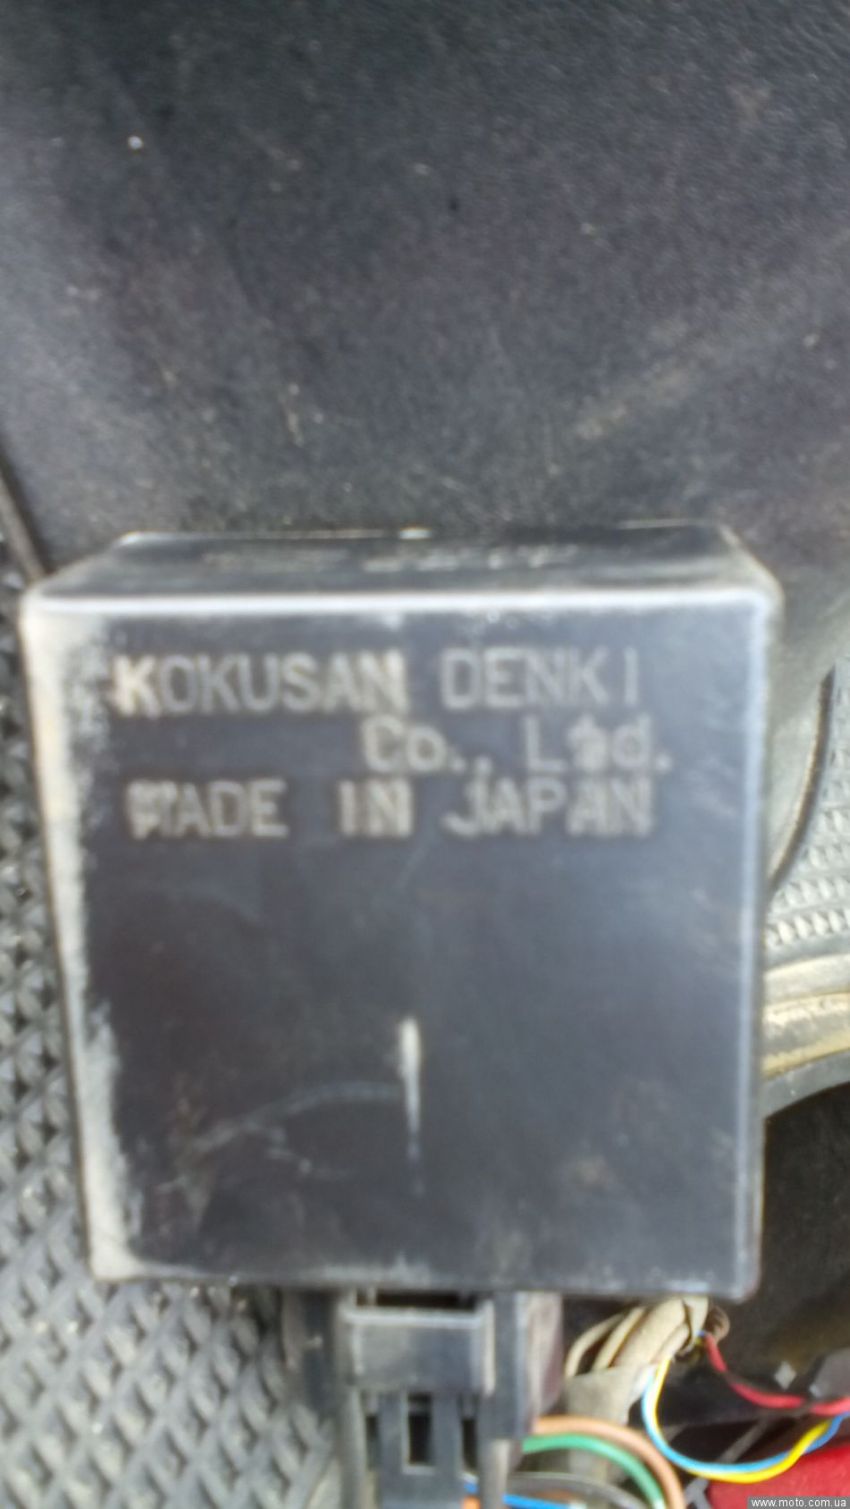 KOKUSAN DENKI
Co., Ltd.
MADE IN JAPAN
www.moto.com.ua